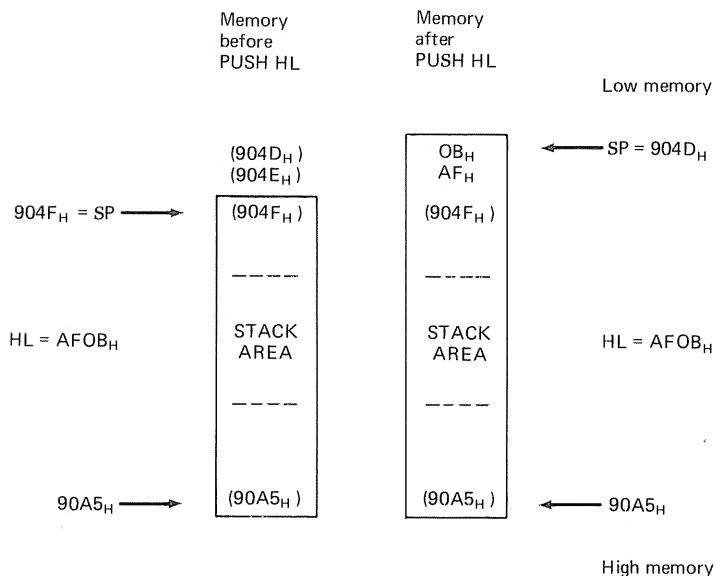 Memory
before
PUSH HL
Memory
after
PUSH HL
Low memory
(904DH)
(904EH)
OBH
AFH
SP = 904DH
904FH = SP
(904FH)
(904FH)
HL = AFOBH
STACK
AREA
STACK
AREA
HL = AFOBH
90A5H
(90A5H)
(90A5H)
90A5H
High memory